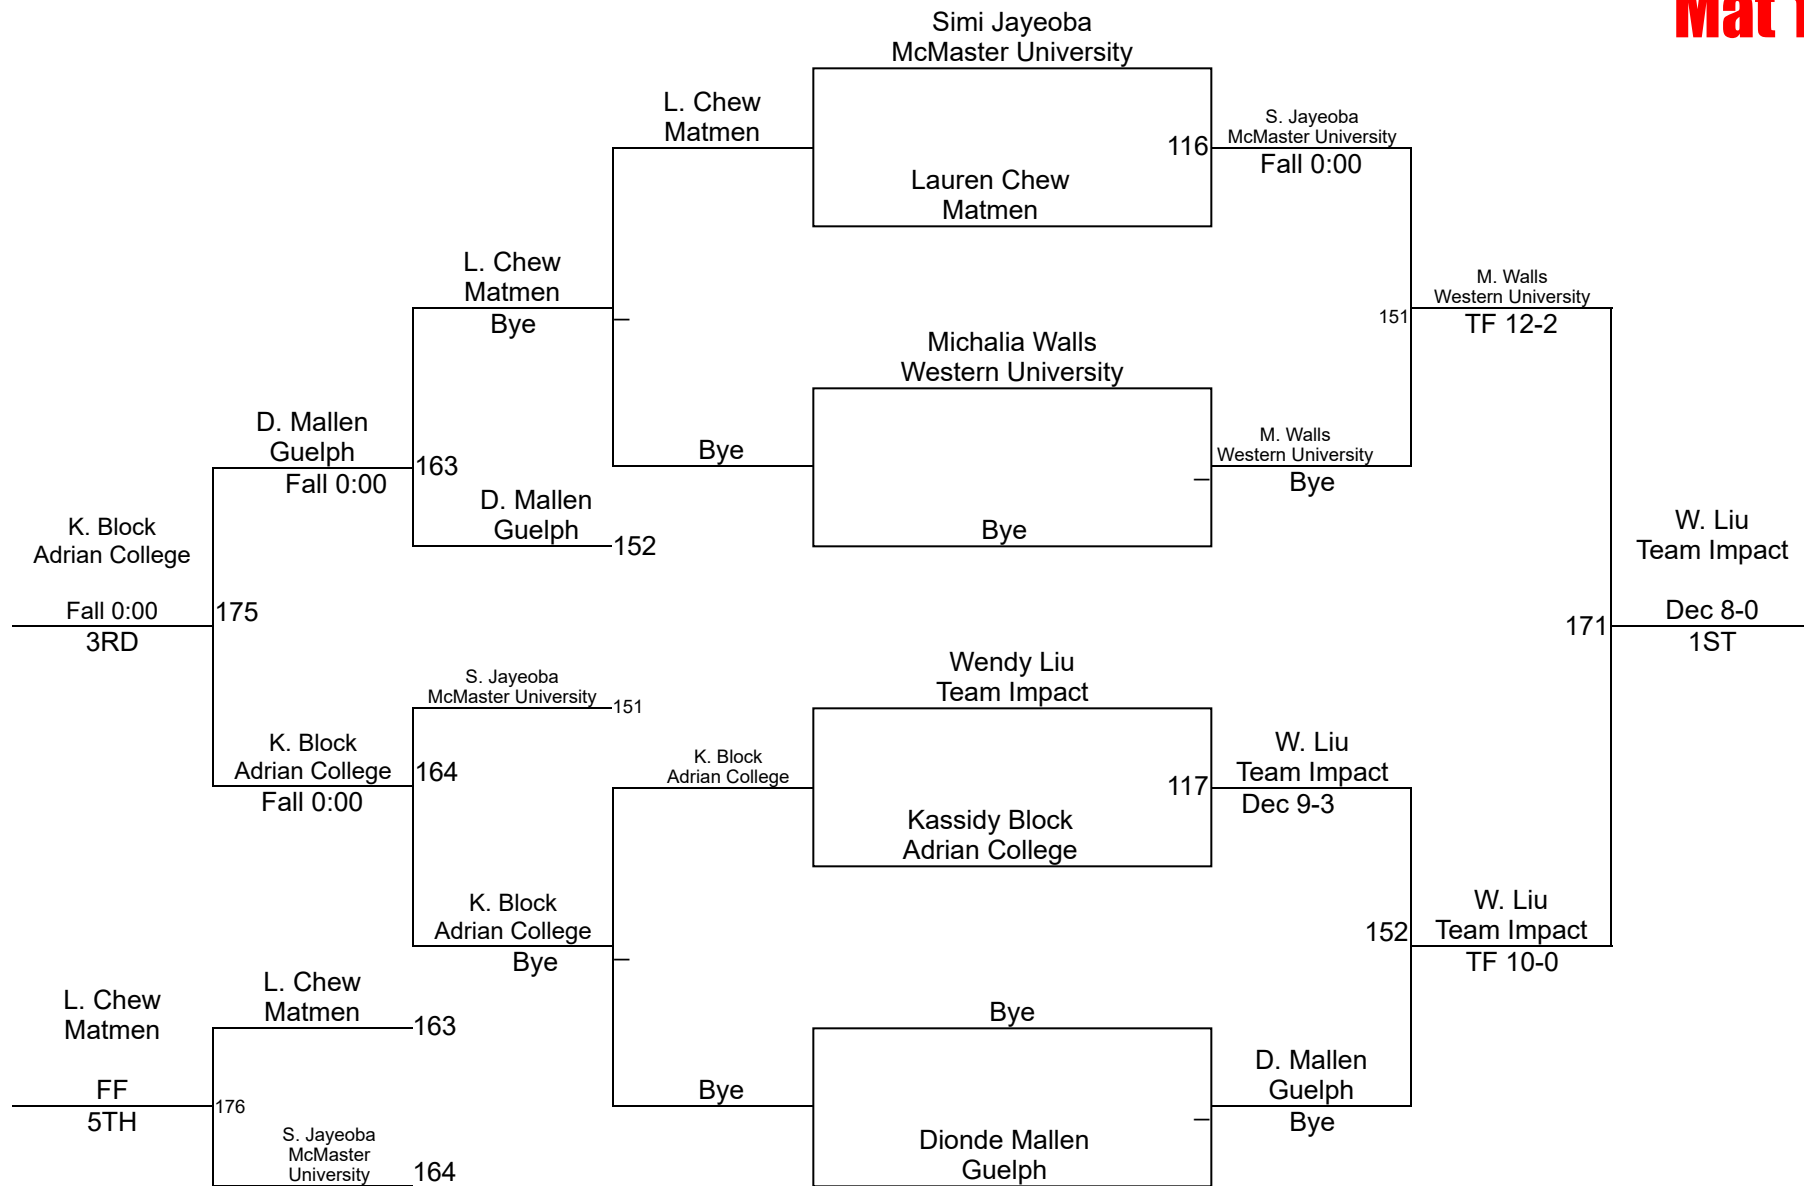 Mat 1
Simi Jayeoba
McMaster University
L. Chew
Matmen
116
S. Jayeoba
McMaster University
Fall 0:00
Lauren Chew
Matmen
L. Chew
Matmen
Bye
M. Walls
Western University
151
TF 12-2
Michalia Walls
Western University
D. Mallen
Guelph
163
Fall 0:00
Bye
M. Walls
Western University
Bye
D. Mallen
Guelph
152
Bye
K. Block
Adrian College
Fall 0:00
175
3RD
W. Liu
Team Impact
171
Dec 8-0
1ST
S. Jayeoba
McMaster University
151
Wendy Liu
Team Impact
K. Block
Adrian College
164
Fall 0:00
K. Block
Adrian College
117
W. Liu
Team Impact
Dec 9-3
Kassidy Block
Adrian College
K. Block
Adrian College
Bye
152
W. Liu
Team Impact
TF 10-0
L. Chew
Matmen
L. Chew
Matmen
163
FF
5TH
176
S. Jayeoba
McMaster
University
164
Bye
Bye
D. Mallen
Guelph
Bye
Dionde Mallen
Guelph